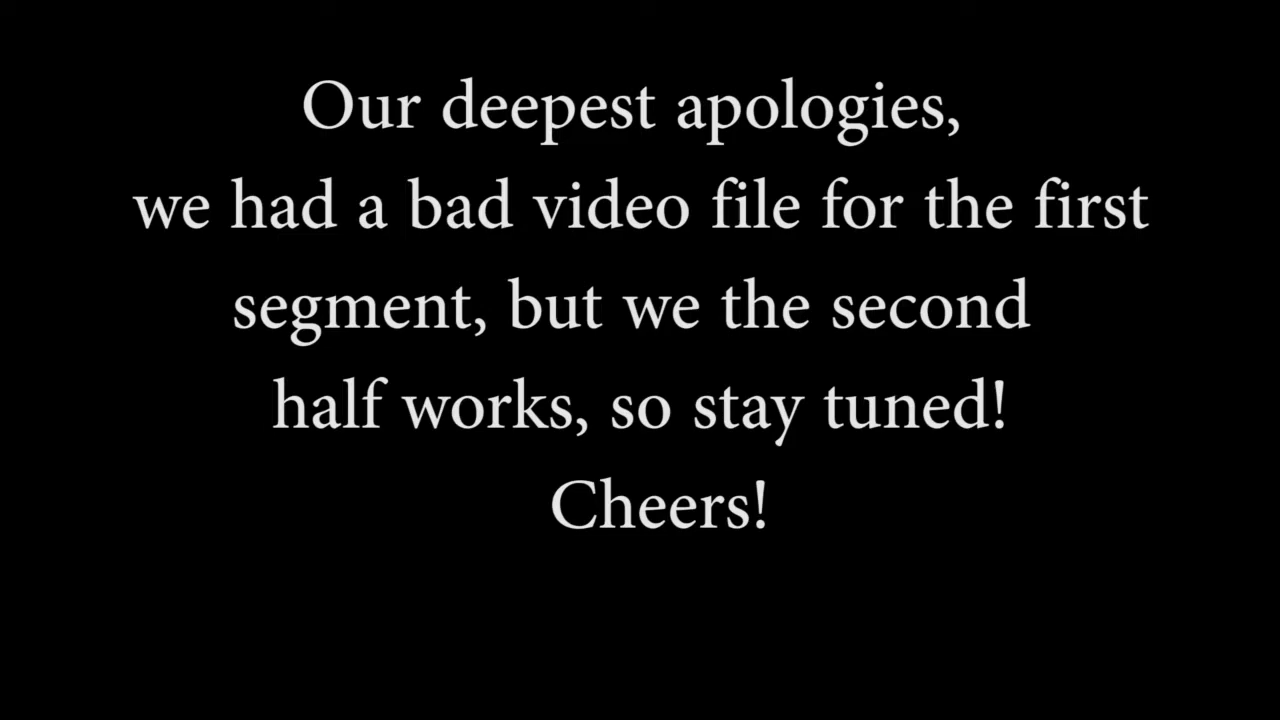 Our deepest apologies,
we had a bad video file for the first
segment, but we the second
half works, so stay tuned!
Cheers!